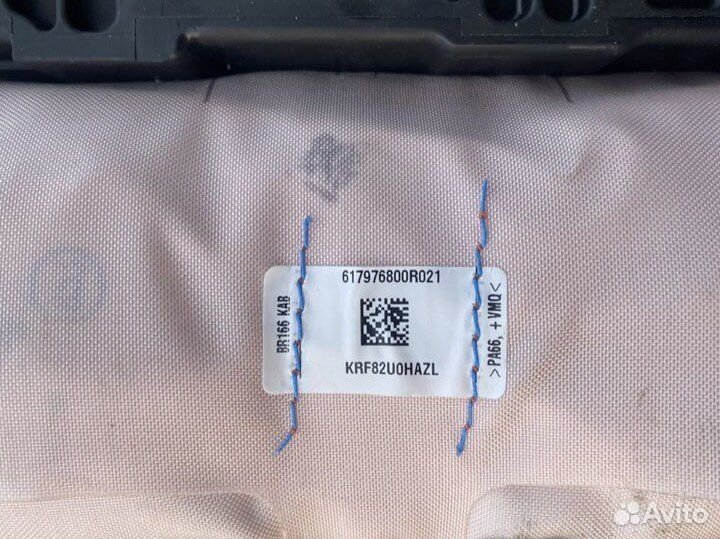 617976800R021
BR166 KAB
KRF82U0HAZL
>PA66, + VMQ<
Avito